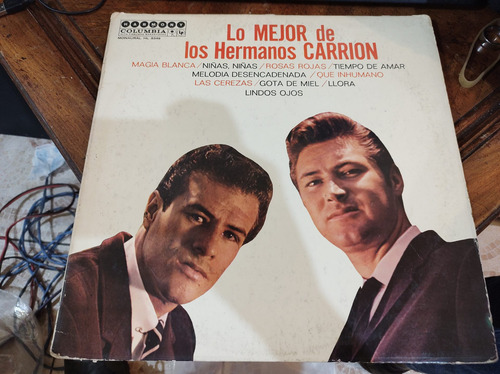 HARMONY
COLUMBIA
Lo MEJOR de
los Hermanos CARRION
MAGIA BLANCA / NIÑAS, NIÑAS / ROSAS ROJAS / TIEMPO DE AMAR
MELODIA DESENCADENADA / QUE INHUMANO
LAS CEREZAS / GOTA DE MIEL / LLORA
LINDOS OJOS